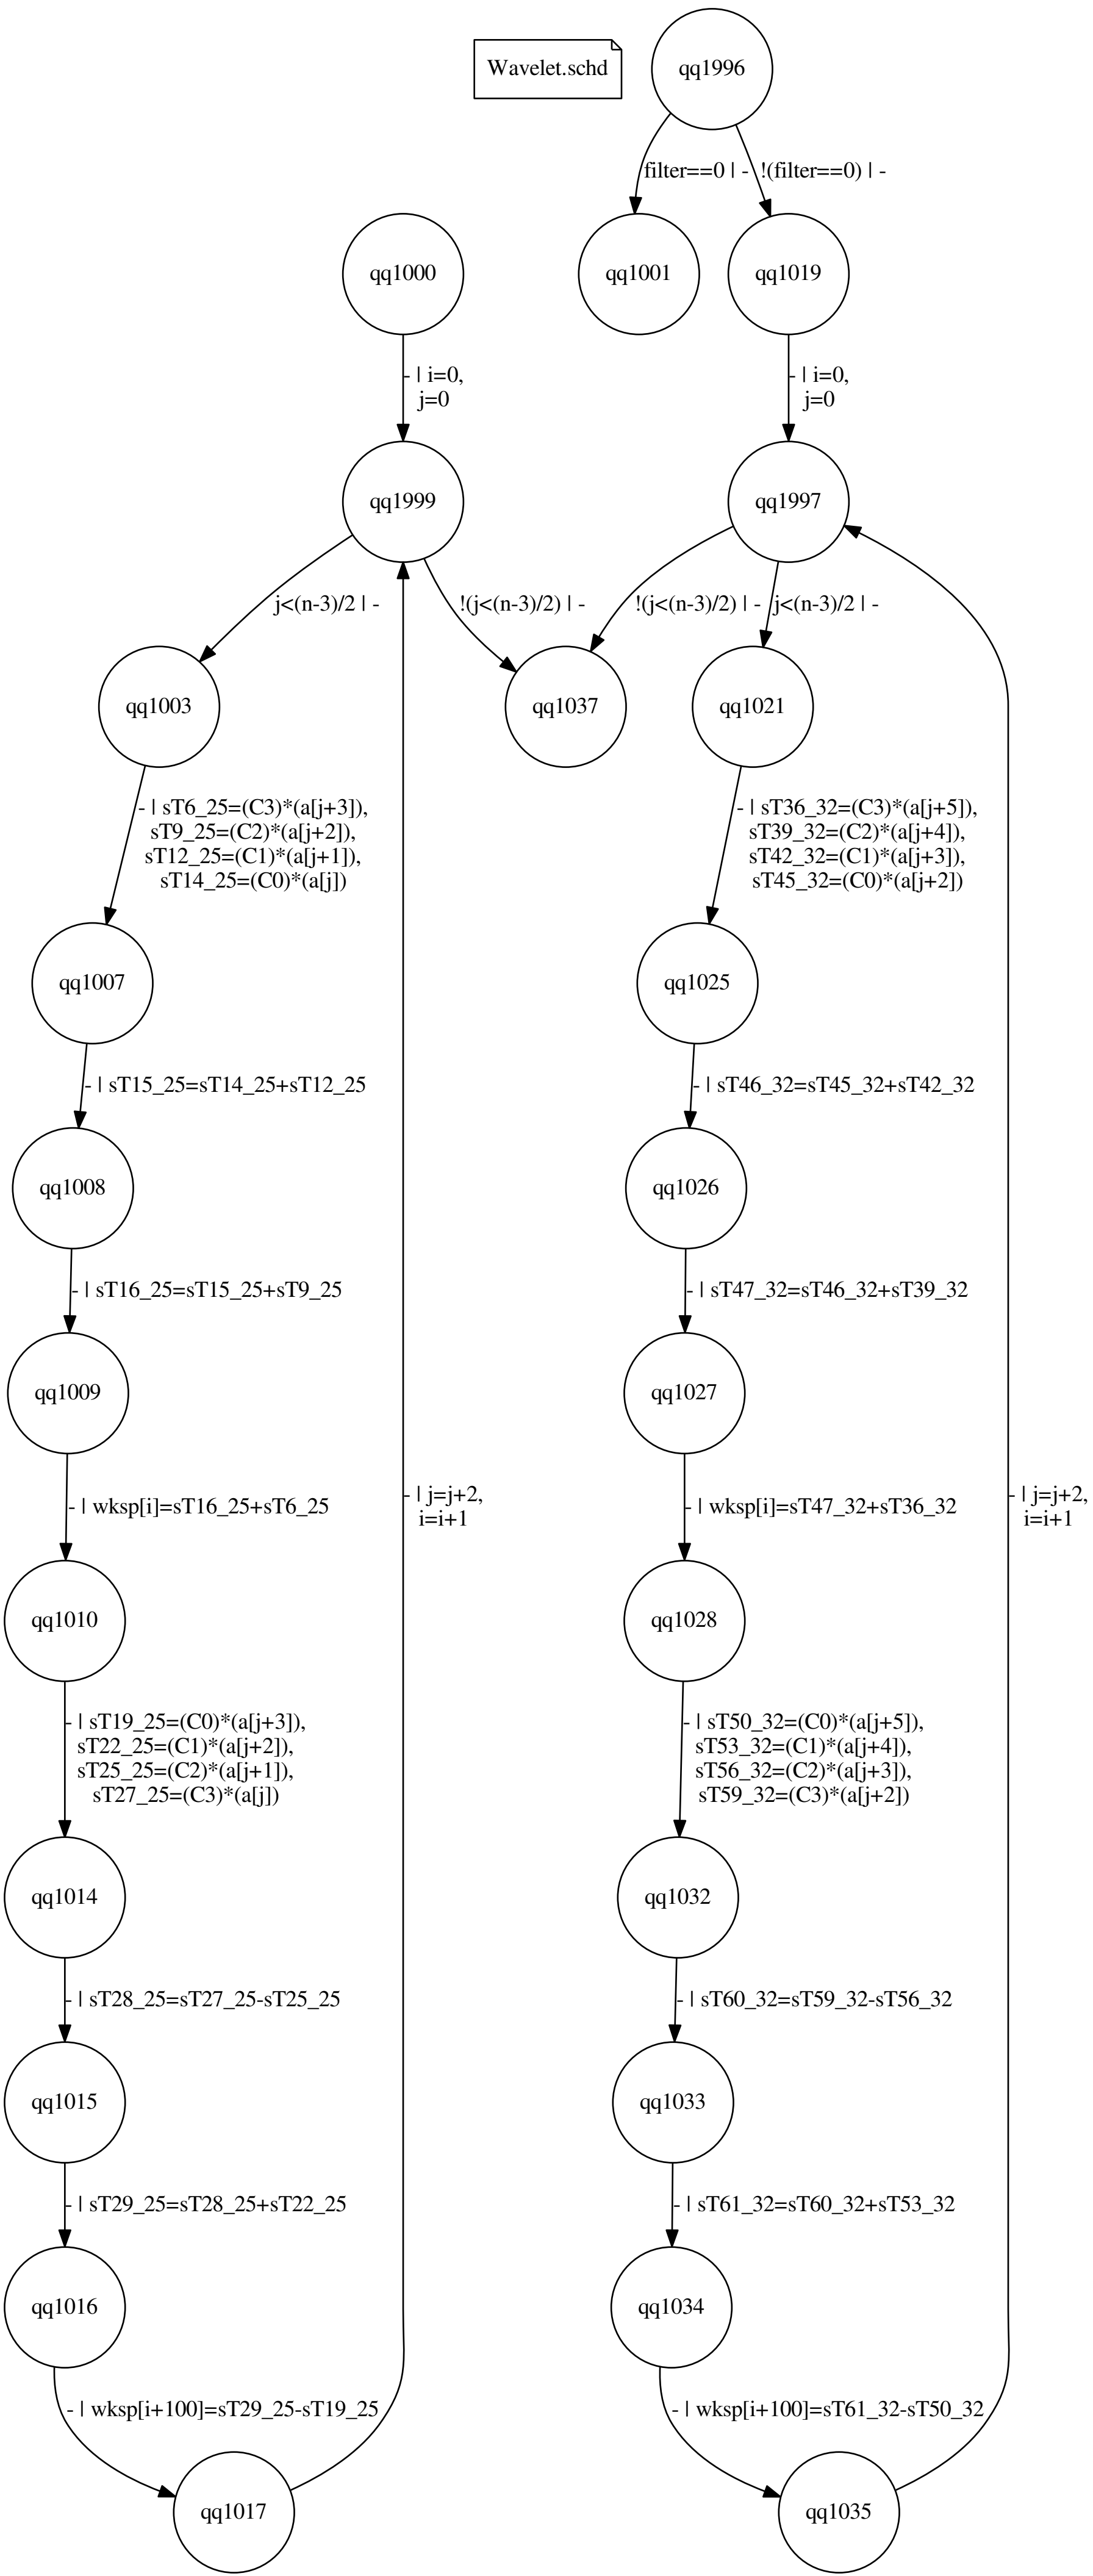 Wavelet.schd
qq1996
filter==0 | -
!(filter==0) | -
qq1000
qq1001
qq1019
- | i=0,
j=0
- | i=0,
j=0
qq1999
qq1997
j<(n-3)/2 | -
!(j<(n-3)/2) | -
!(j<(n-3)/2) | -
j<(n-3)/2 | -
qq1003
qq1037
qq1021
- | sT6_25=(C3)*(a[j+3]),
sT9_25=(C2)*(a[j+2]),
sT12_25=(C1)*(a[j+1]),
sT14_25=(C0)*(a[j])
- | sT36_32=(C3)*(a[j+5]),
sT39_32=(C2)*(a[j+4]),
sT42_32=(C1)*(a[j+3]),
sT45_32=(C0)*(a[j+2])
qq1007
qq1025
- | sT15_25=sT14_25+sT12_25
- | sT46_32=sT45_32+sT42_32
qq1008
qq1026
- | sT16_25=sT15_25+sT9_25
- | sT47_32=sT46_32+sT39_32
qq1009
qq1027
- | wksp[i]=sT16_25+sT6_25
- | j=j+2,
i=i+1
- | wksp[i]=sT47_32+sT36_32
- | j=j+2,
i=i+1
qq1010
qq1028
- | sT19_25=(C0)*(a[j+3]),
sT22_25=(C1)*(a[j+2]),
sT25_25=(C2)*(a[j+1]),
sT27_25=(C3)*(a[j])
- | sT50_32=(C0)*(a[j+5]),
sT53_32=(C1)*(a[j+4]),
sT56_32=(C2)*(a[j+3]),
sT59_32=(C3)*(a[j+2])
qq1014
qq1032
- | sT28_25=sT27_25-sT25_25
- | sT60_32=sT59_32-sT56_32
qq1015
qq1033
- | sT29_25=sT28_25+sT22_25
- | sT61_32=sT60_32+sT53_32
qq1016
qq1034
- | wksp[i+100]=sT29_25-sT19_25
- | wksp[i+100]=sT61_32-sT50_32
qq1017
qq1035